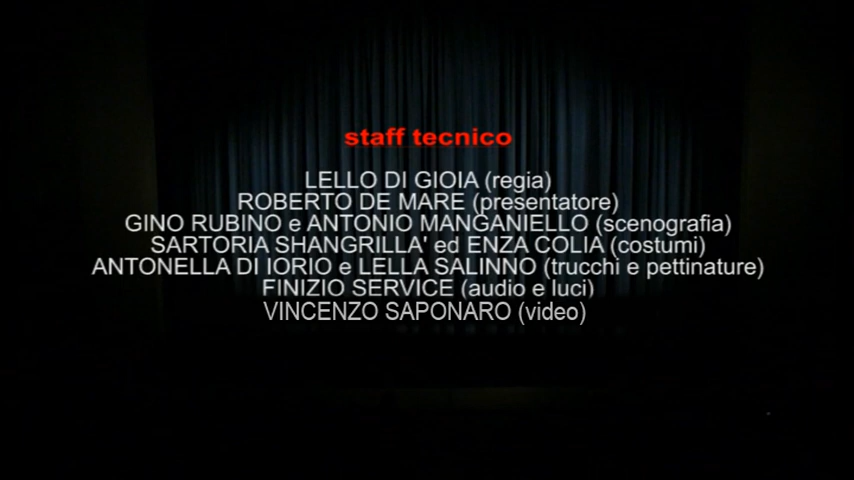 staff tecnico
LELLO DI GIOIA (regia)
ROBERTO DE MARE (presentatore)
GINO RUBINO e ANTONIO MANGANIELLO (scenografia)
SARTORIA SHANGRILLA' ed ENZA COLIA (costumi)
ANTONELLA DI IORIO e LELLA SALINNO (trucchi e pettinature)
FINIZIO SERVICE (audio e luci)
VINCENZO SAPONARO (video)